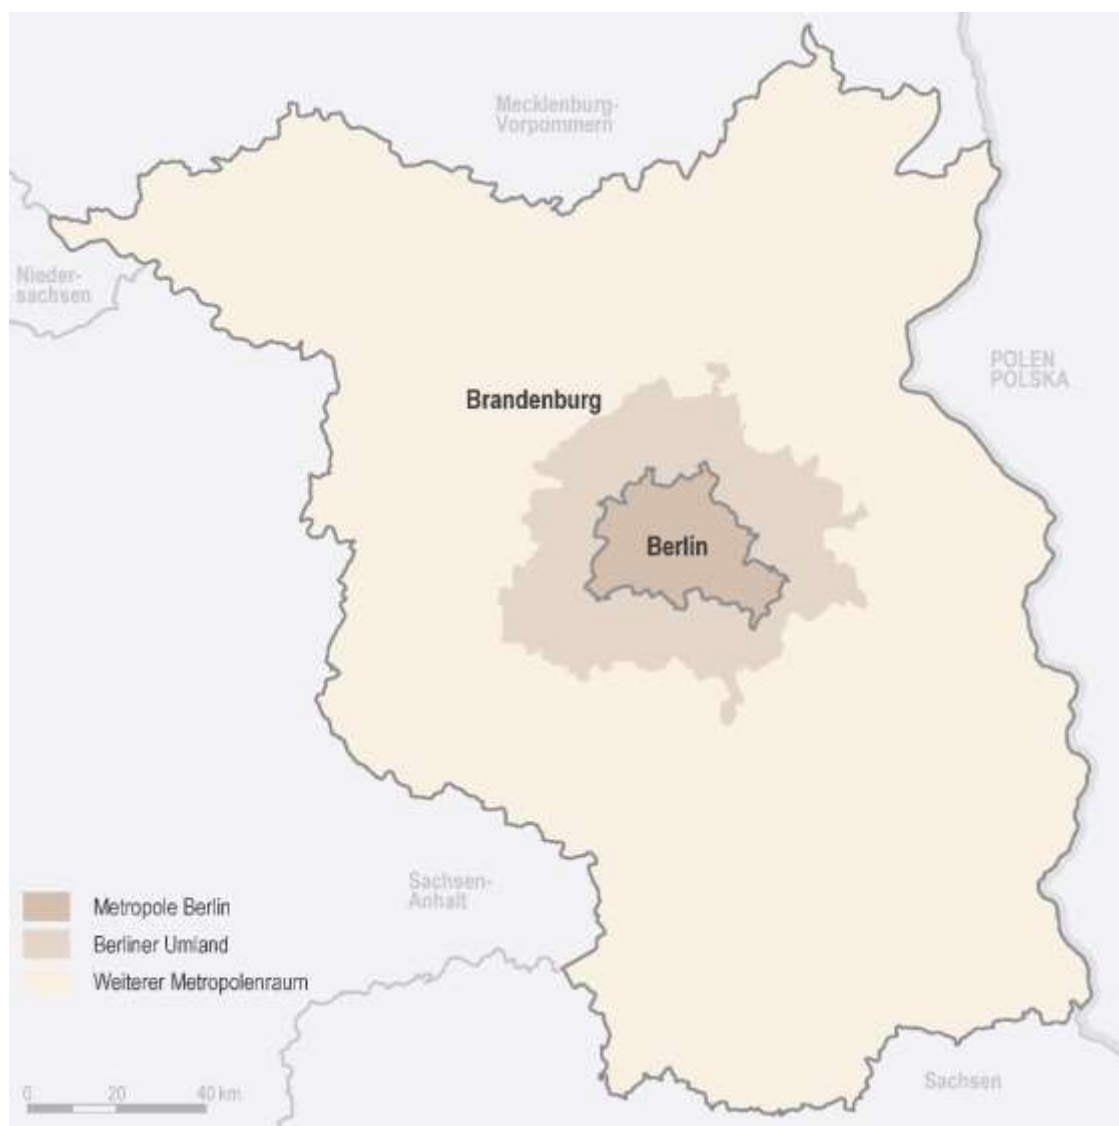 Mecklenburg-
Vorpommern
Nieder-
sachsen
POLEN
POLSKA
Brandenburg
Berlin
Sachsen-
Anhalt
Metropole Berlin
Berliner Umland
Weiterer Metropolenraum
Sachsen
0 20 40 km